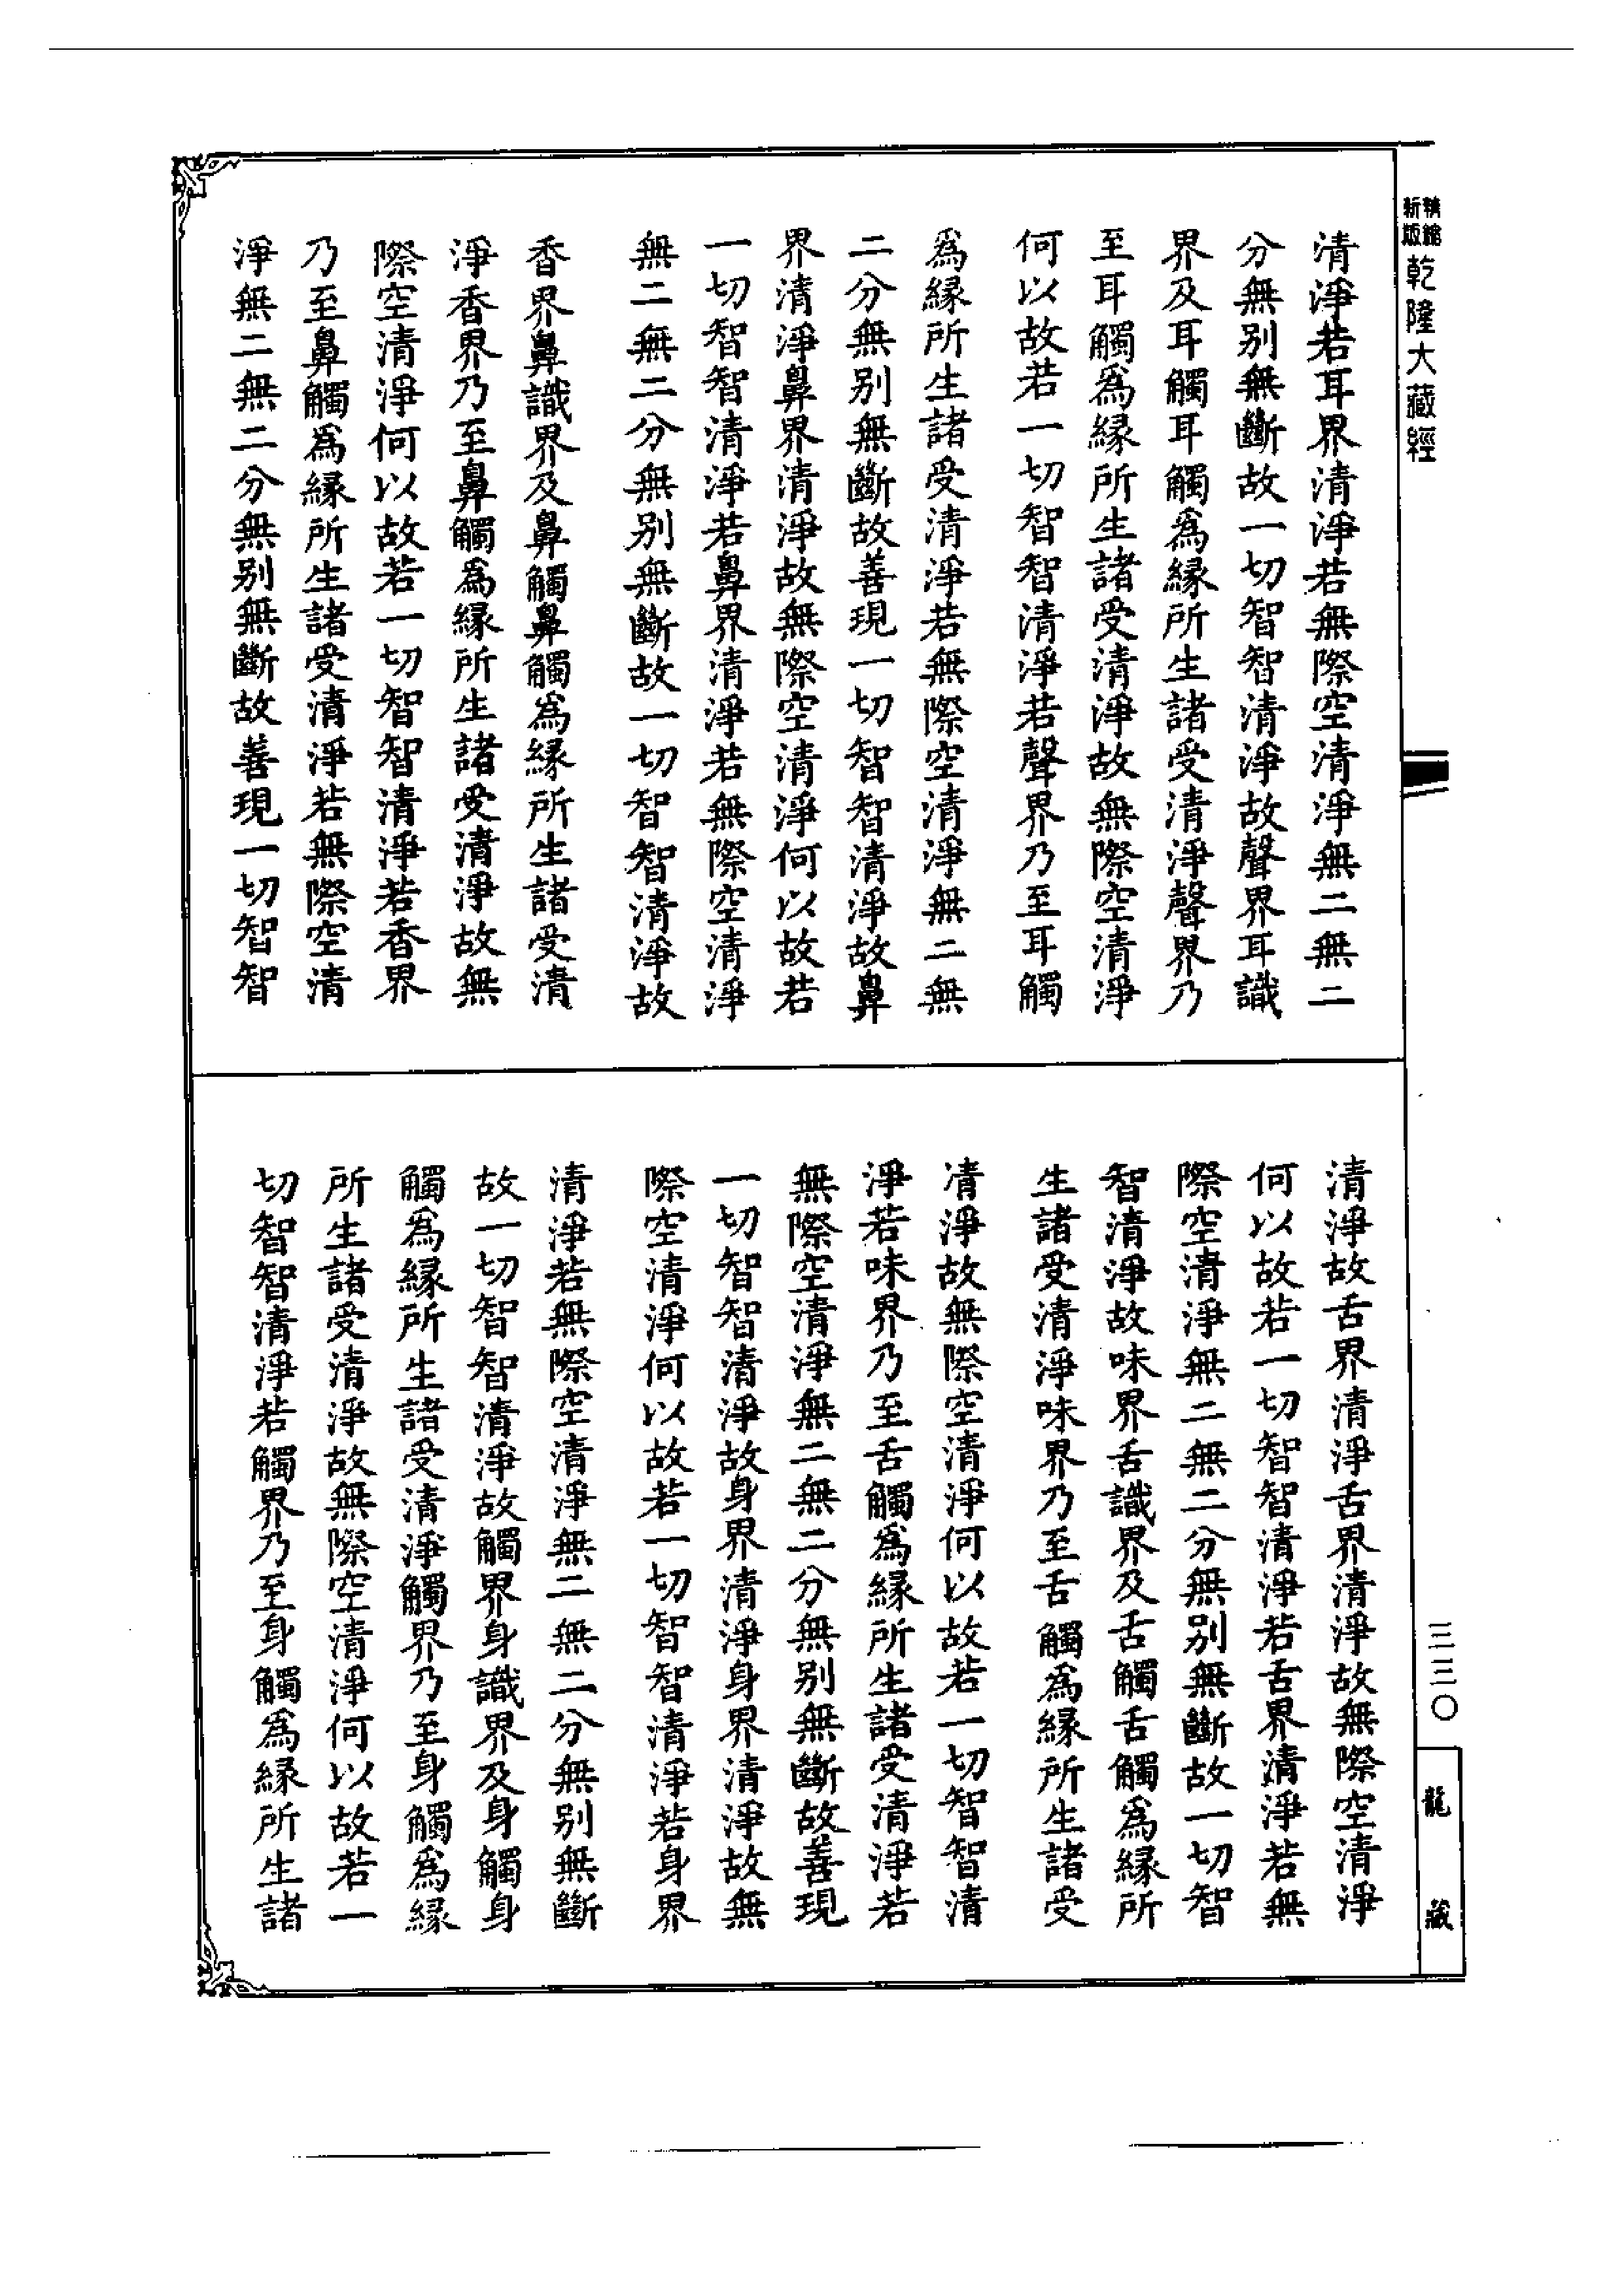 新編
縮版
乾隆大藏經
清淨若耳界清淨若無際空清淨無二無二
分無别無斷故一切智智清淨故聲界耳識
界及耳觸耳觸爲緣所生諸受清淨聲界乃
至耳觸爲緣所生諸受清淨故無際空清淨
何以故若一切智智清淨若聲界乃至耳觸
爲緣所生諸受清淨若無際空清淨無二無
二分無别無斷故善現一切智智清淨故鼻
界清淨鼻界清淨故無際空清淨何以故若
一切智智清淨若鼻界清淨若無際空清淨
無二無二分無别無斷故一切智智清淨故
香界鼻識界及鼻觸鼻觸爲緣所生諸受清
淨香界乃至鼻觸爲緣所生諸受清淨故無
際空清淨何以故若一切智智清淨若香界
乃至鼻觸爲緣所生諸受清淨若無際空清
淨無二無二分無别無斷故善現一切智智
清淨故舌界清淨舌界清淨故無際空清淨
何以故若一切智智清淨若舌界清淨若無
際空清淨無二無二分無别無斷故一切智
智清淨故味界舌識界及舌觸舌觸爲緣所
生諸受清淨味界乃至舌觸爲緣所生諸受
清淨故無際空清淨何以故若一切智智清
淨若味界乃至舌觸爲緣所生諸受清淨若
無際空清淨無二無二分無别無斷故善現
一切智智清淨故身界清淨身界清淨故無
際空清淨何以故若一切智智清淨若身界
清淨若無際空清淨無二無二分無别無斷
故一切智智清淨故觸界身識界及身觸身
觸爲緣所生諸受清淨觸界乃至身觸爲緣
所生諸受清淨故無際空清淨何以故若一
切智智清淨若觸界乃至身觸爲緣所生諸
三三〇
龍藏